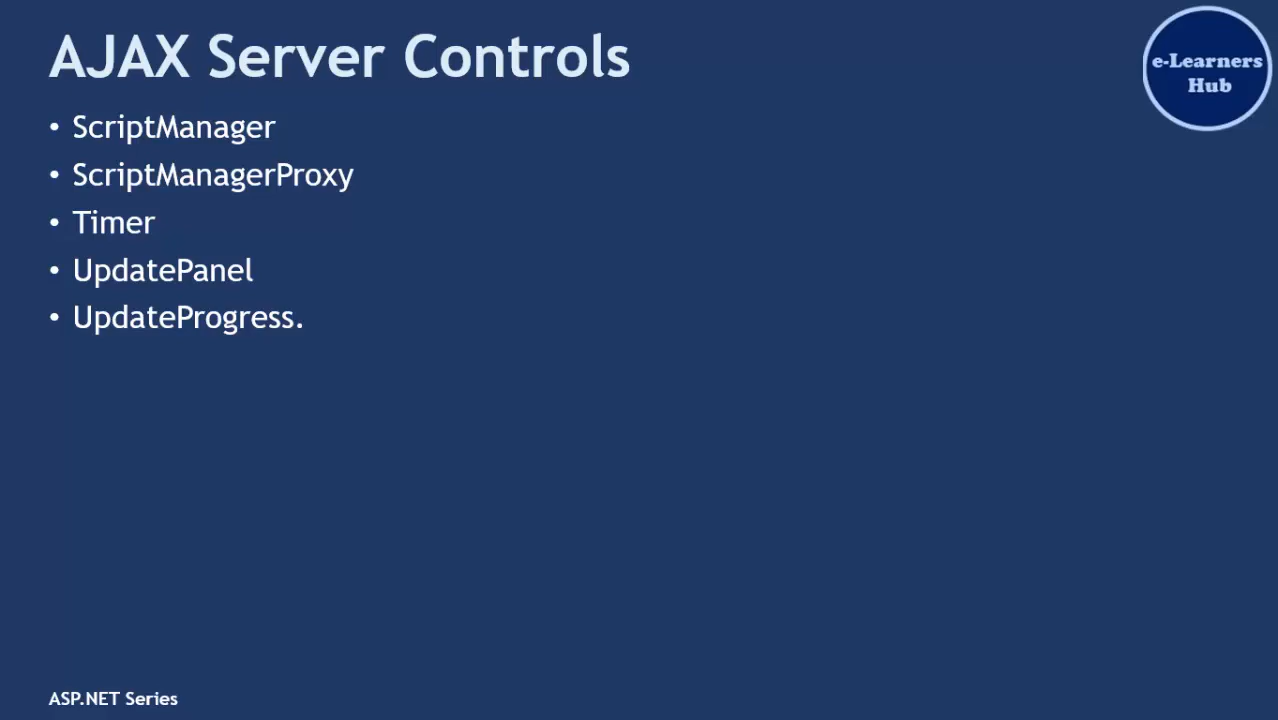 AJAX Server Controls
e-Learners
Hub
• ScriptManager
• ScriptManagerProxy
• Timer
• UpdatePanel
• UpdateProgress.
ASP.NET Series